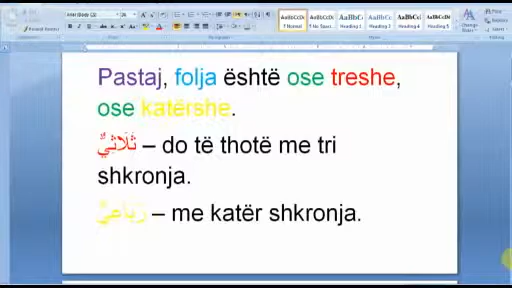 Pastaj, folja është ose treshe,
ose katërshe.
ثَلَاثِيٌّ – do të thotë me tri
shkronja.
رَبَاعِيٌّ – me katër shkronja.